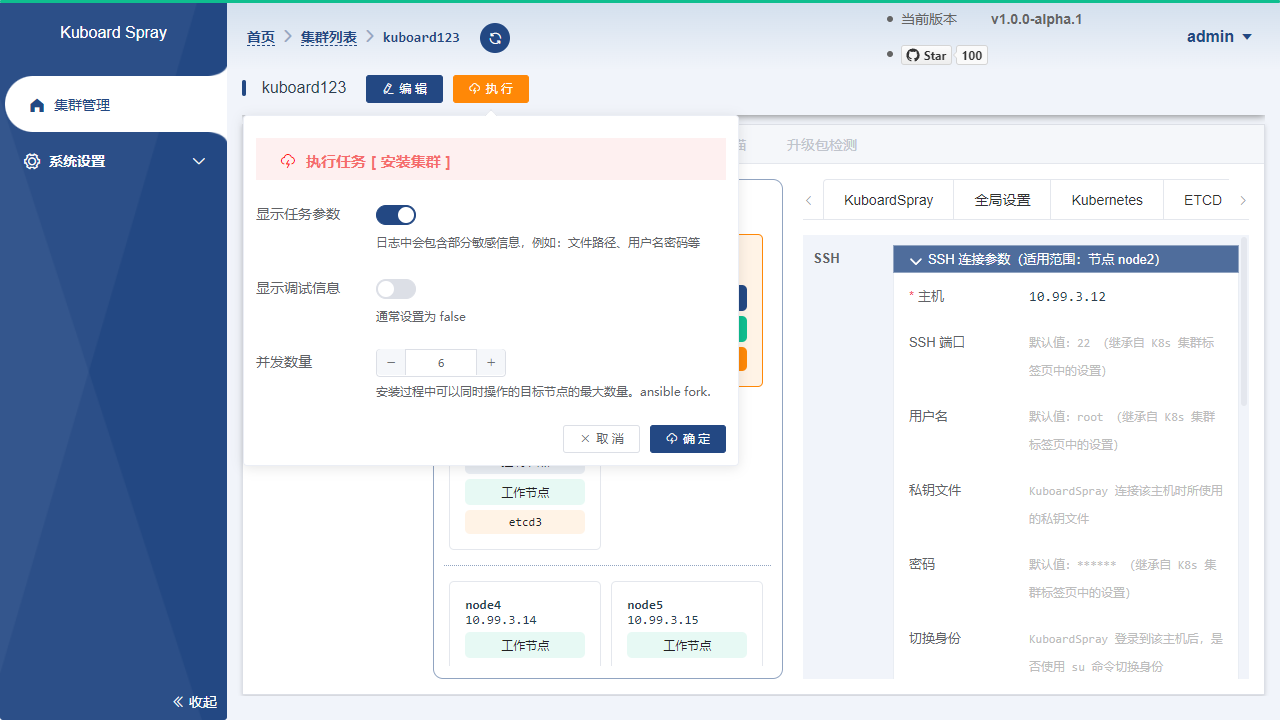 Kuboard Spray
集群管理
系统设置
收起
首页
集群列表
kuboard123
当前版本 v1.0.0-alpha.1
Star 100
admin
kuboard123
编辑
执行
升级包检测
执行任务 [ 安装集群 ]
显示任务参数
日志中会包含部分敏感信息，例如：文件路径、用户名密码等
显示调试信息
通常设置为 false
并发数量
6
安装过程中可以同时操作的目标节点的最大数量。ansible fork.
取消
确定
工作节点
etcd3
node4
10.99.3.14
工作节点
node5
10.99.3.15
工作节点
KuboardSpray
全局设置
Kubernetes
ETCD
SSH
SSH 连接参数（适用范围：节点 node2）
* 主机
10.99.3.12
SSH 端口
默认值：22 （继承自 K8s 集群标
签页中的设置）
用户名
默认值：root （继承自 K8s 集群
标签页中的设置）
私钥文件
KuboardSpray 连接该主机时所使用
的私钥文件
密码
默认值：****** （继承自 K8s 集
群标签页中的设置）
切换身份
KuboardSpray 登录到该主机后，是
否使用 su 命令切换身份